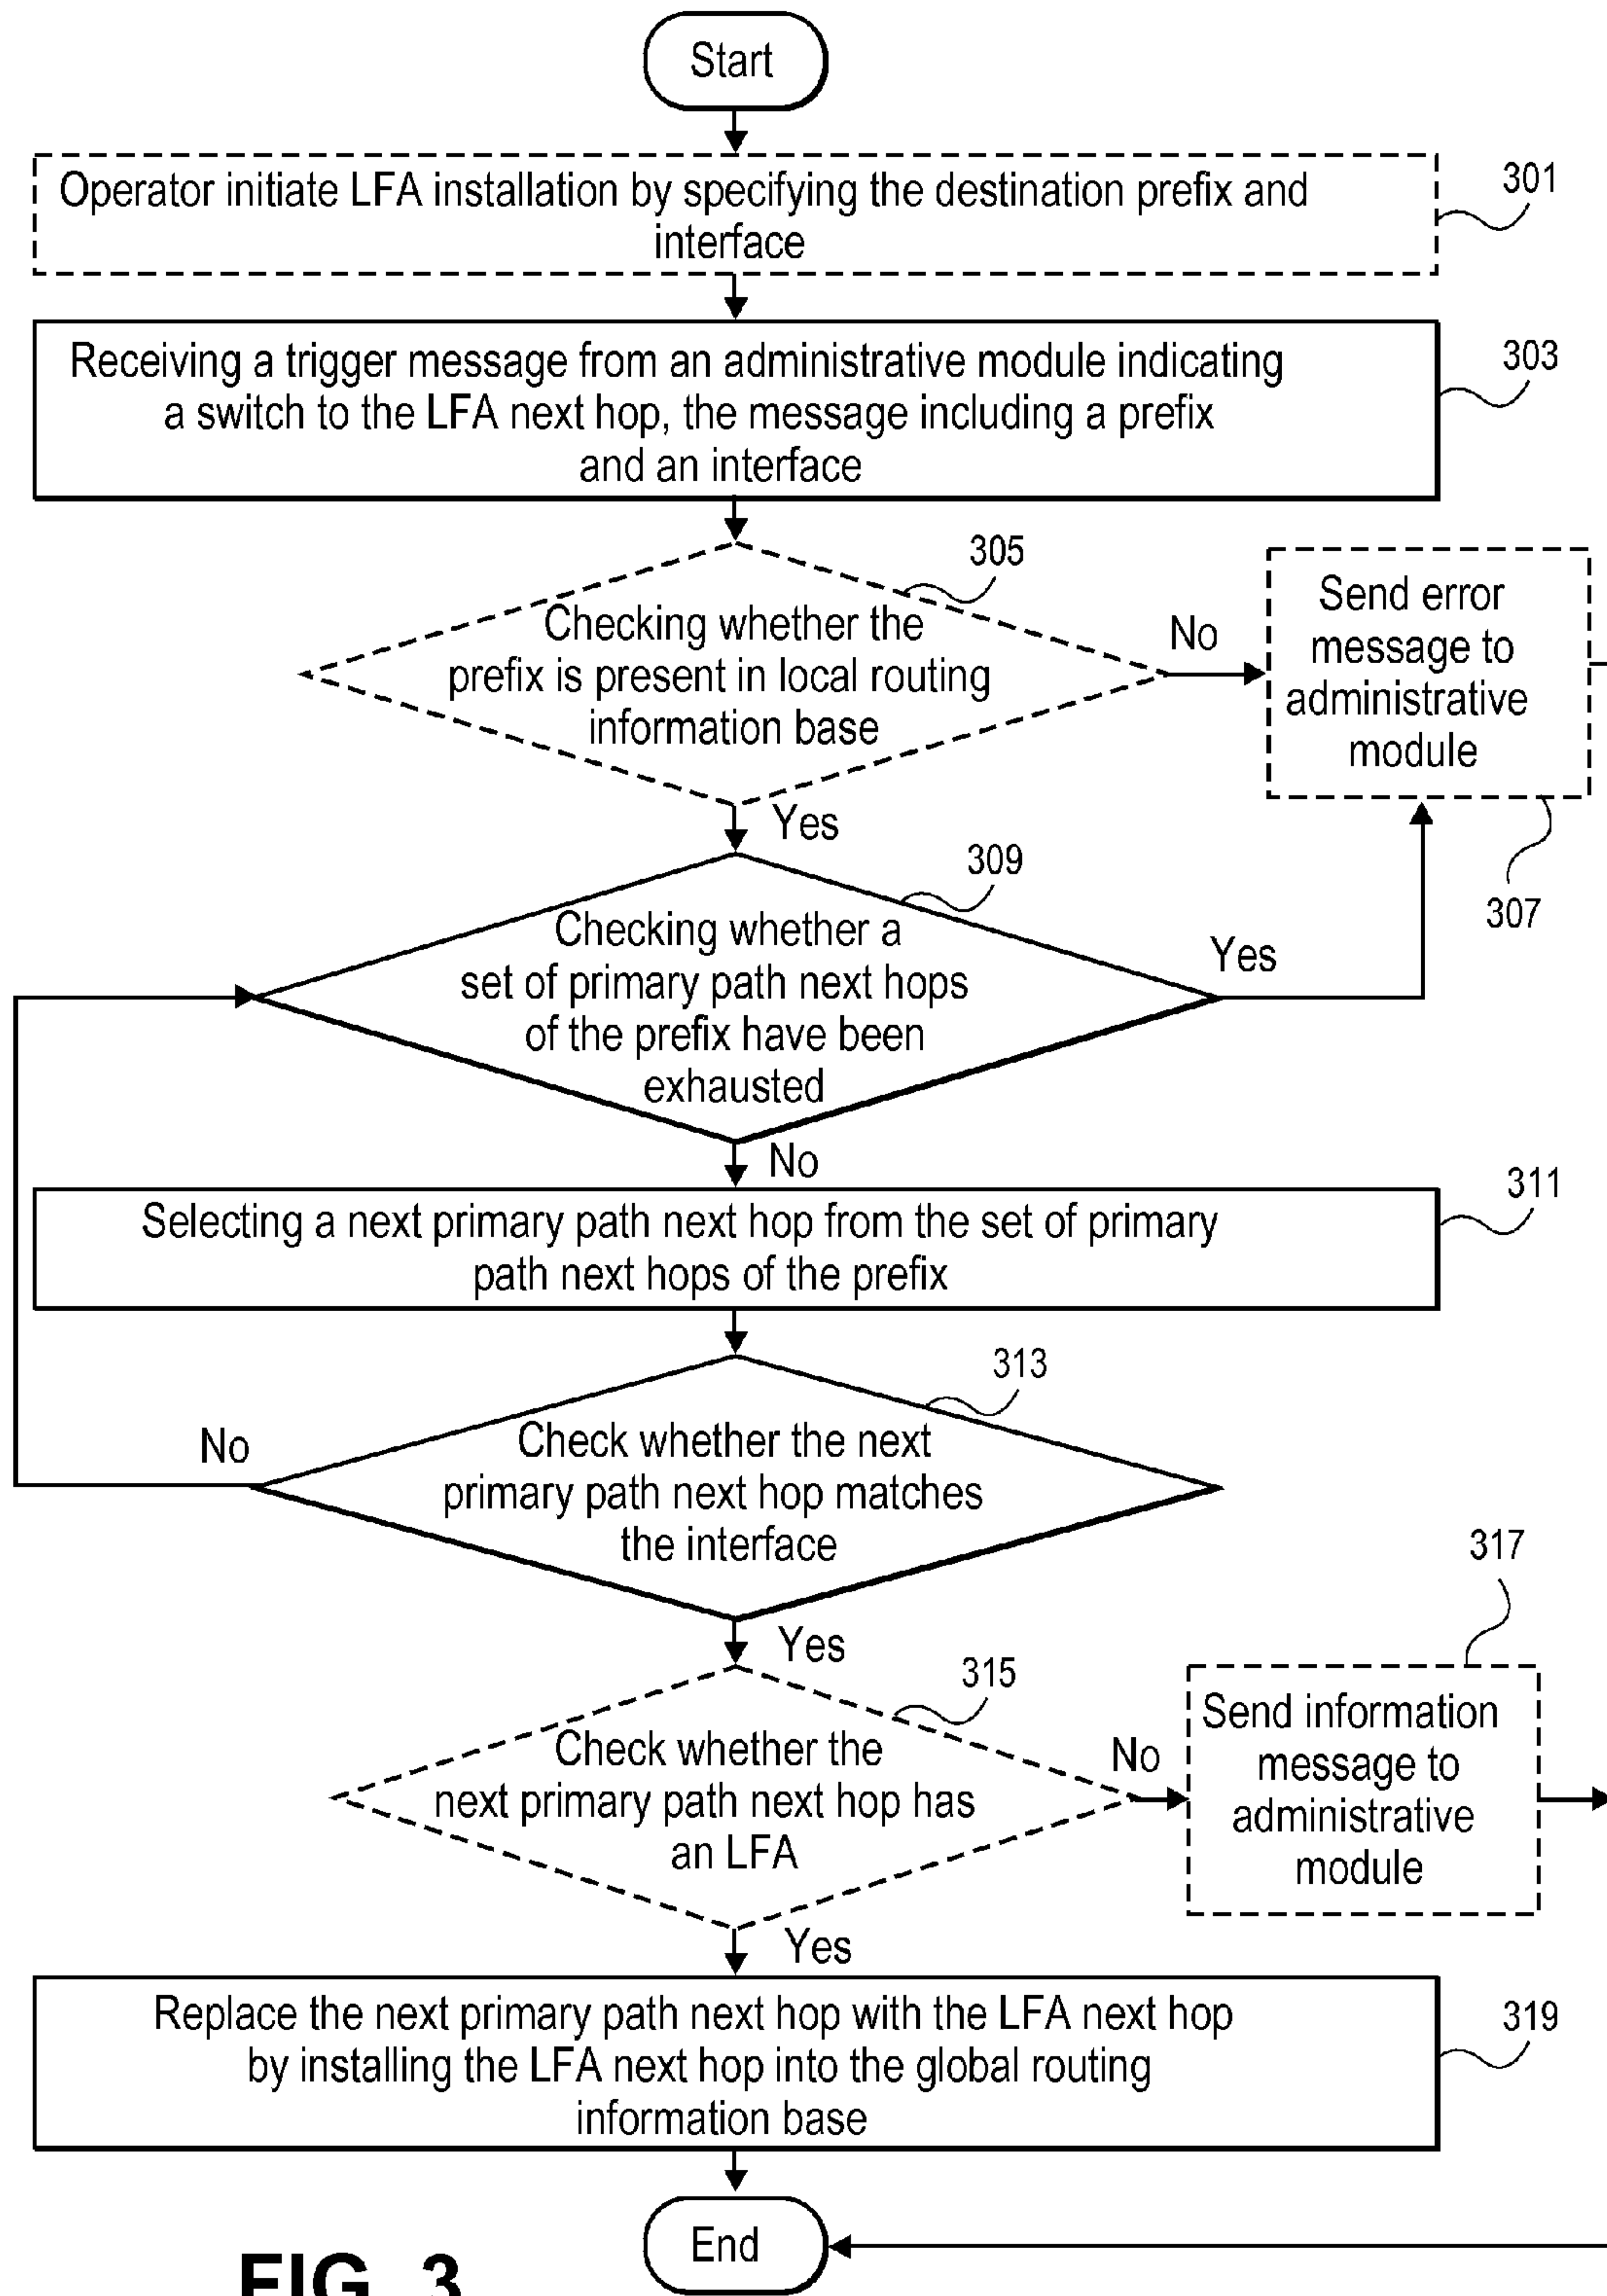 Start
Operator initiate LFA installation by specifying the destination prefix and
interface
301
Receiving a trigger message from an administrative module indicating
a switch to the LFA next hop, the message including a prefix
and an interface
303
305
Checking whether the
prefix is present in local routing
information base
No
Send error
message to
administrative
module
307
Yes
309
Checking whether a
set of primary path next hops
of the prefix have been
exhausted
Yes
No
Selecting a next primary path next hop from the set of primary
path next hops of the prefix
311
313
Check whether the next
primary path next hop matches
the interface
No
Yes
315
Check whether the
next primary path next hop has
an LFA
No
317
Send information
message to
administrative
module
Yes
Replace the next primary path next hop with the LFA next hop
by installing the LFA next hop into the global routing
information base
319
End
FIG. 3